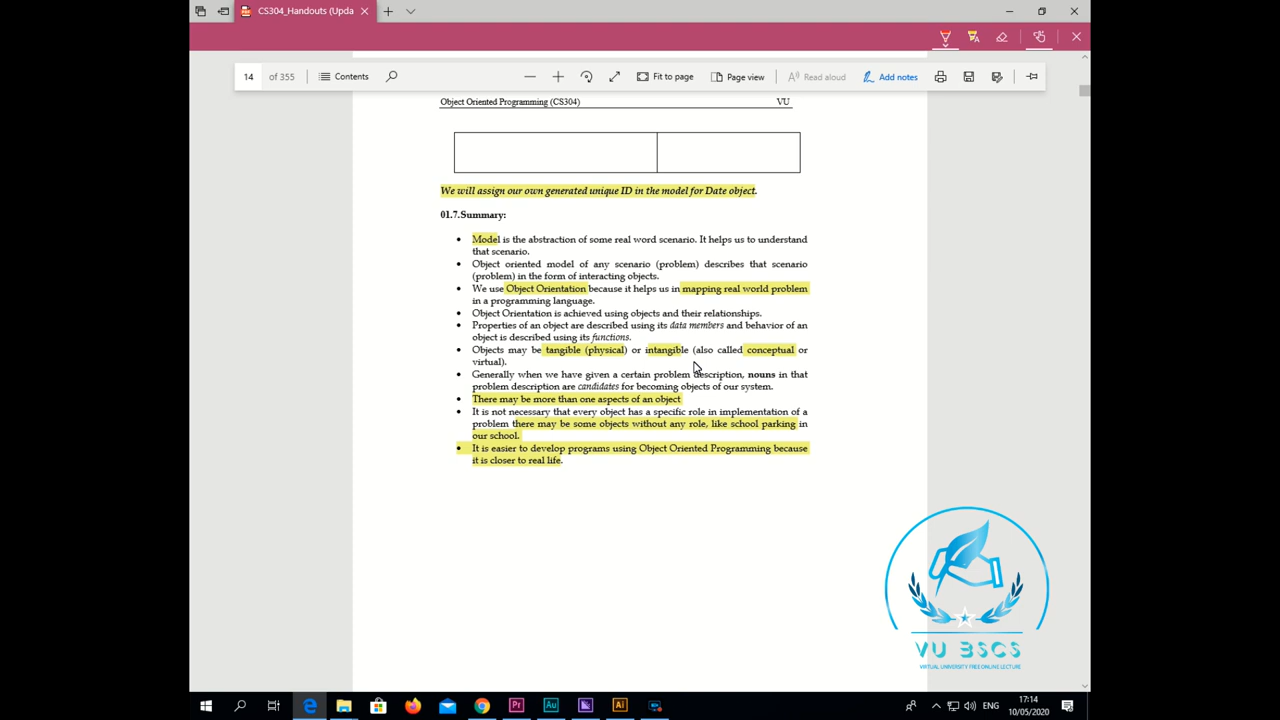 CS304_Handouts (Upda
14 of 355
Contents
Fit to page
Page view
Read aloud
Add notes
Object Oriented Programming (CS304) VU
We will assign our own generated unique ID in the model for Date object.
01.7.Summary:
• Model is the abstraction of some real word scenario. It helps us to understand
that scenario.
• Object oriented model of any scenario (problem) describes that scenario
(problem) in the form of interacting objects.
• We use Object Orientation because it helps us in mapping real world problem
in a programming language.
• Object Orientation is achieved using objects and their relationships.
• Properties of an object are described using its data members and behavior of an
object is described using its functions.
• Objects may be tangible (physical) or intangible (also called conceptual or
virtual).
• Generally when we have given a certain problem description, nouns in that
problem description are candidates for becoming objects of our system.
• There may be more than one aspects of an object
• It is not necessary that every object has a specific role in implementation of a
problem there may be some objects without any role, like school parking in
our school.
• It is easier to develop programs using Object Oriented Programming because
it is closer to real life.
VU BSCS
VIRTUAL UNIVERSITY FREE ONLINE LECTURE
Pr Au Ai
ENG
17:14
10/05/2020